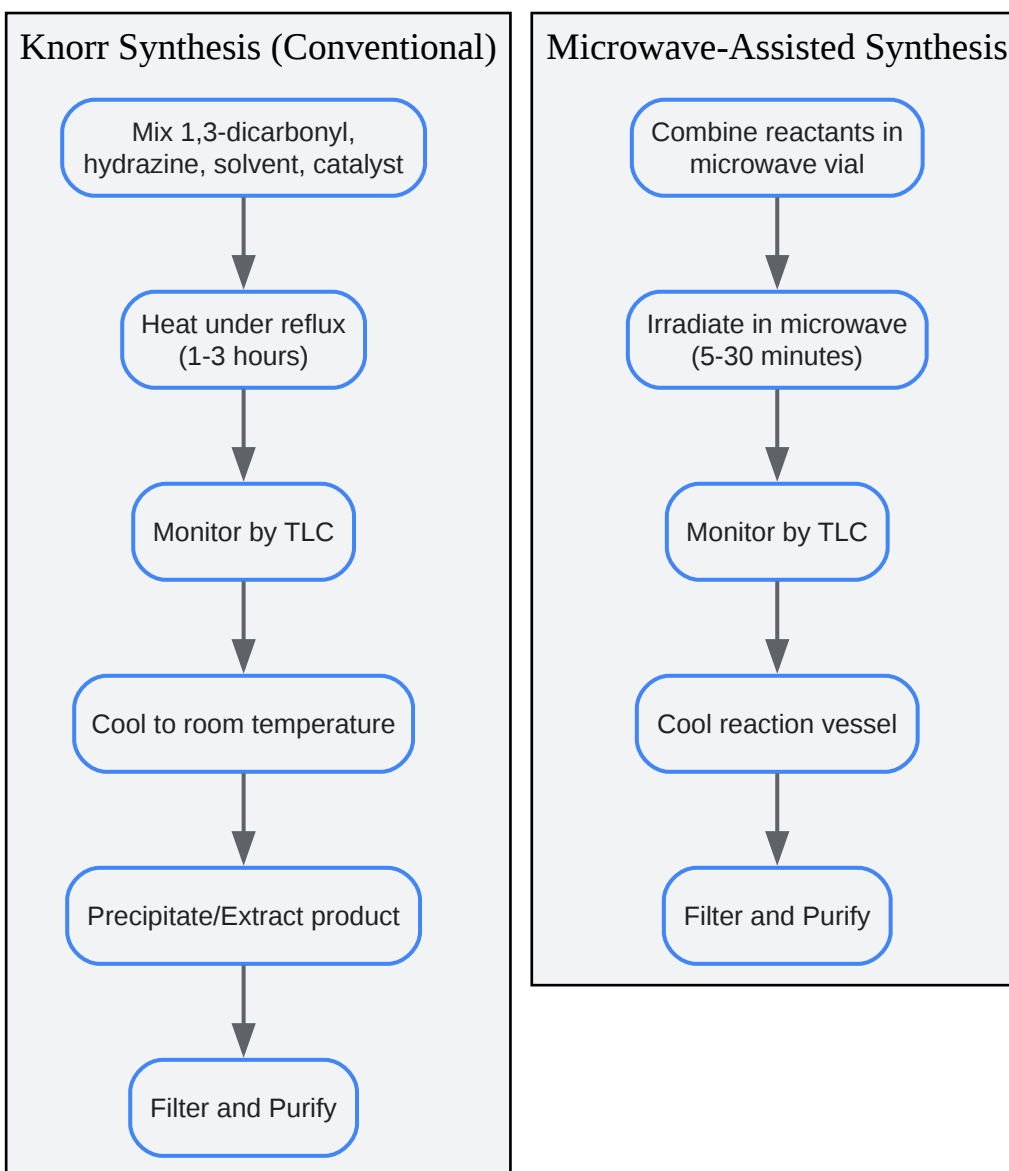 Knorr Synthesis (Conventional)
Mix 1,3-dicarbonyl,
hydrazine, solvent, catalyst
Heat under reflux
(1-3 hours)
Monitor by TLC
Cool to room temperature
Precipitate/Extract product
Filter and Purify
Microwave-Assisted Synthesis
Combine reactants in
microwave vial
Irradiate in microwave
(5-30 minutes)
Monitor by TLC
Cool reaction vessel
Filter and Purify